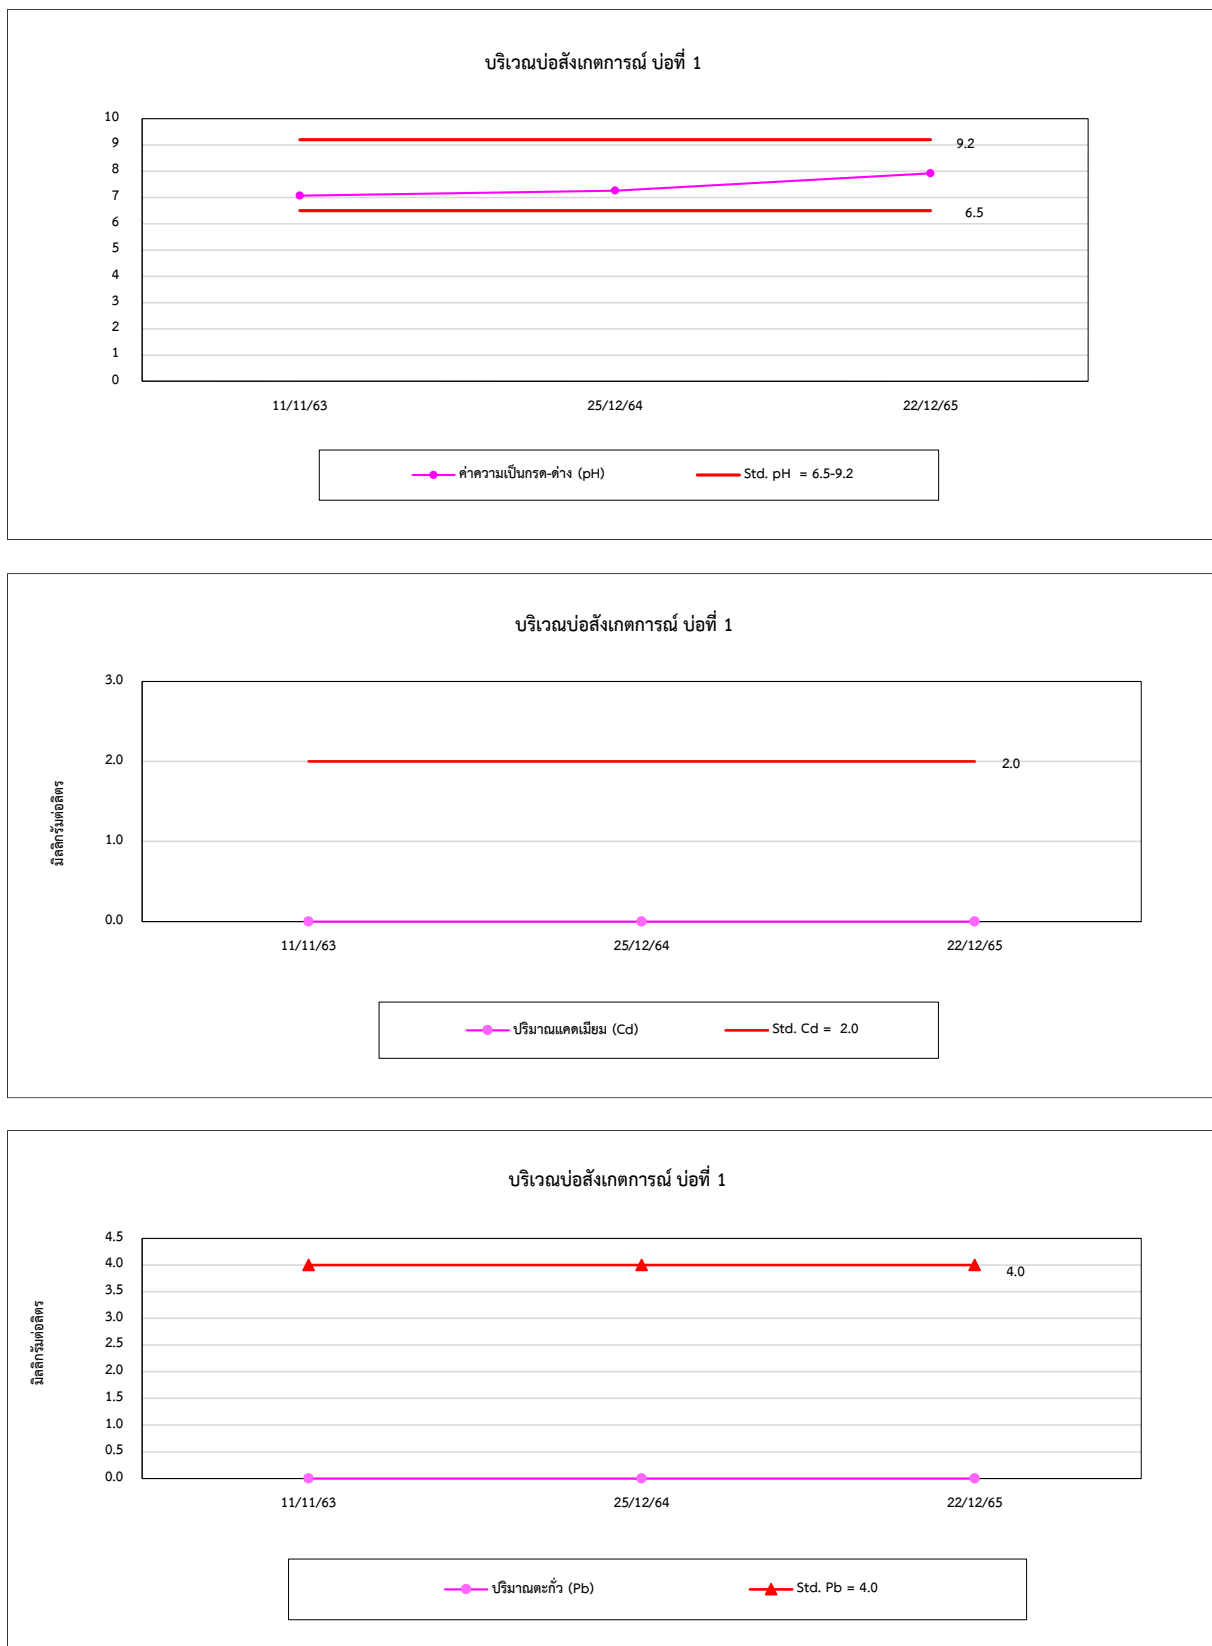 บริเวณบ่อสังเกตการณ์ บ่อที่ 1
10
9
8
7
6
5
4
3
2
1
0
9.2
6.5
11/11/63 25/12/64 22/12/65
ค่าความเป็นกรด-ด่าง (pH) Std. pH = 6.5-9.2
บริเวณบ่อสังเกตการณ์ บ่อที่ 1
มิลลิกรัมต่อลิตร
3.0
2.0
1.0
0.0
2.0
11/11/63 25/12/64 22/12/65
ปริมาณแคดเมียม (Cd) Std. Cd = 2.0
บริเวณบ่อสังเกตการณ์ บ่อที่ 1
มิลลิกรัมต่อลิตร
4.5
4.0
3.5
3.0
2.5
2.0
1.5
1.0
0.5
0.0
4.0
11/11/63 25/12/64 22/12/65
ปริมาณตะกั่ว (Pb) Std. Pb = 4.0